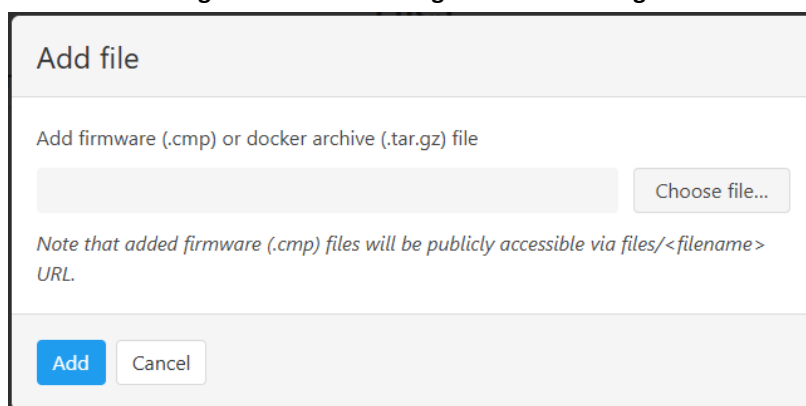 Add file
Add firmware (.cmp) or docker archive (.tar.gz) file
Choose file...
Note that added firmware (.cmp) files will be publicly accessible via files/<filename>
URL.
Add
Cancel